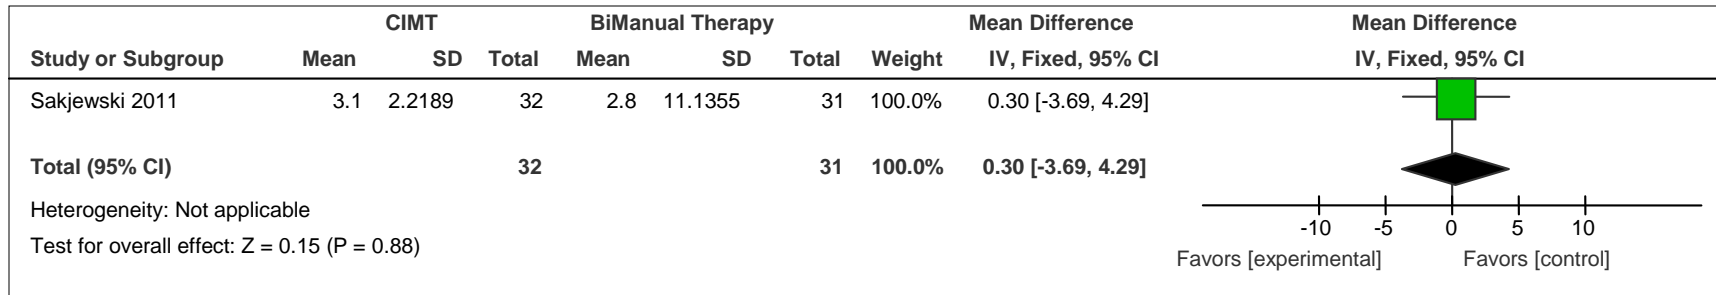 CIMT BiManual Therapy Mean Difference Mean Difference
Study or Subgroup Mean SD Total Mean SD Total Weight IV, Fixed, 95% CI IV, Fixed, 95% CI
Sakjewski 2011 3.1 2.2189 32 2.8 11.1355 31 100.0% 0.30 [-3.69, 4.29]
Total (95% CI) 32 31 100.0% 0.30 [-3.69, 4.29]
Heterogeneity: Not applicable
Test for overall effect: Z = 0.15 (P = 0.88)
-10 -5 0 5 10
Favors [experimental] Favors [control]